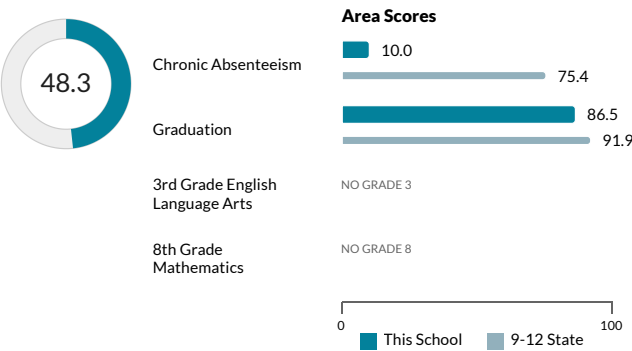 Area Scores
48.3
Chronic Absenteeism
10.0
75.4
Graduation
86.5
91.9
3rd Grade English
Language Arts
NO GRADE 3
8th Grade
Mathematics
NO GRADE 8
0
100
This School
9-12 State